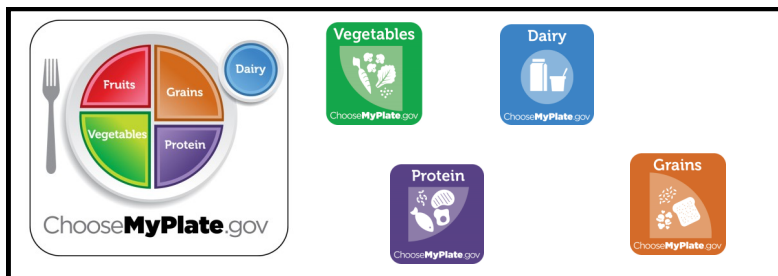 Fruits
Grains
Dairy
Vegetables
Protein
ChooseMyPlate.gov
Vegetables
ChooseMyPlate.gov
Dairy
ChooseMyPlate.gov
Protein
ChooseMyPlate.gov
Grains
ChooseMyPlate.gov